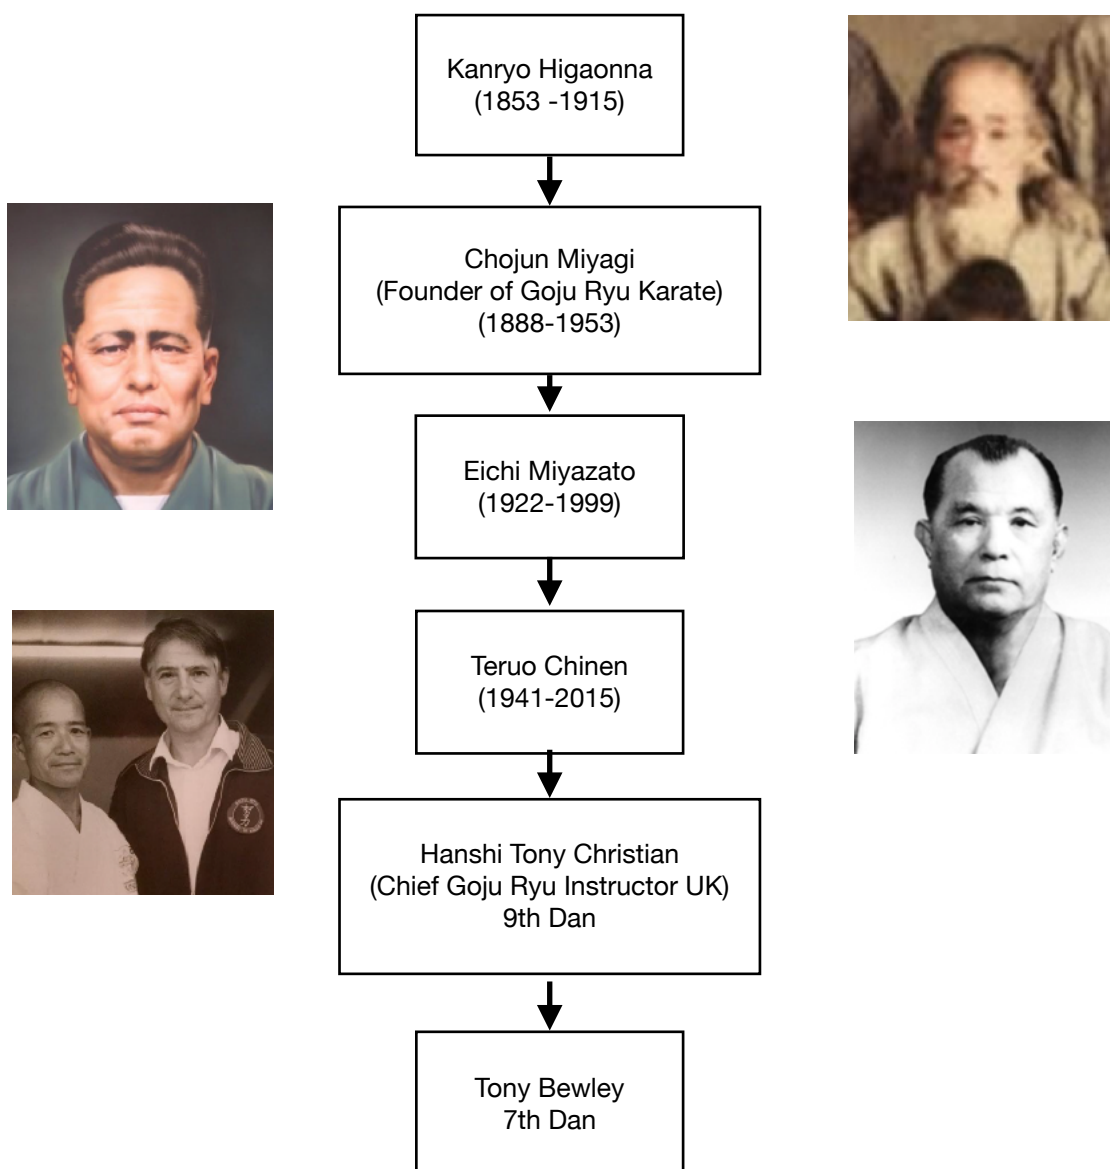 Kanryo Higaonna
(1853 -1915)
Chojun Miyagi
(Founder of Goju Ryu Karate)
(1888-1953)
Eichi Miyazato
(1922-1999)
Teruo Chinen
(1941-2015)
Hanshi Tony Christian
(Chief Goju Ryu Instructor UK)
9th Dan
Tony Bewley
7th Dan